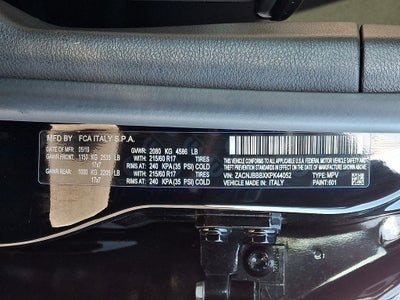 MFD BY FCA ITALY S.P.A.
DATE OF MFR 05/19 GVWR: 2080 KG 4586 LB
GAWR FRONT: 1150 KG 2535 LB 215/60 R17 TIRES
17x7 RIMS AT: 240 KPA(35 PSI) COLD
GAWR REAR: 1000 KG 2205 LB WITH 215/60 R17 TIRES
17x7 RIMS AT: 240 KPA(35 PSI) COLD
THIS VEHICLE CONFORMS TO ALL APPLICABLE U.S.A. FEDERAL MOTOR VEHICLE
SAFETY, BUMPER, AND THEFT PREVENTION STANDARDS IN EFFECT ON THE DATE OF MANUFACTURE SHOWN ABOVE.
VIN: ZACNJBBBXKPK44052 TYPE: MPV
MADE IN: ITALY PAINT: 601